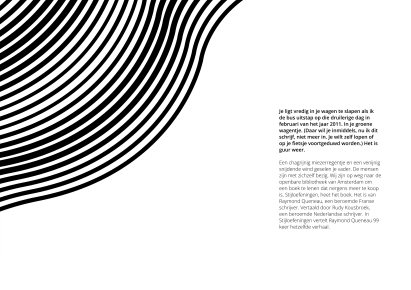 Je ligt vredig in je wagen te slapen als ik
de bus uitstap op die druilerige dag in
februari van het jaar 2011. In je groene
wagentje. (Daar wil je inmiddels, nu ik dit
schrijf, niet meer in. Je wilt zelf lopen of
op je fietsje voortgeduwd worden.) Het is
guur weer.
Een chagrijnig miezerregentje en een venijnig
snijdende wind geselen je vader. De mensen
zijn met zichzelf bezig. Wij zijn op weg naar de
openbare bibliotheek van Amsterdam om
een boek te lenen dat nergens meer te koop
is. Stijloefeningen, heet het boek. Het is van
Raymond Queneau, een beroemde Franse
schrijver. Vertaald door Rudy Kousbroek,
een beroemde Nederlandse schrijver. In
Stijloefeningen vertelt Raymond Queneau 99
keer hetzelfde verhaal.